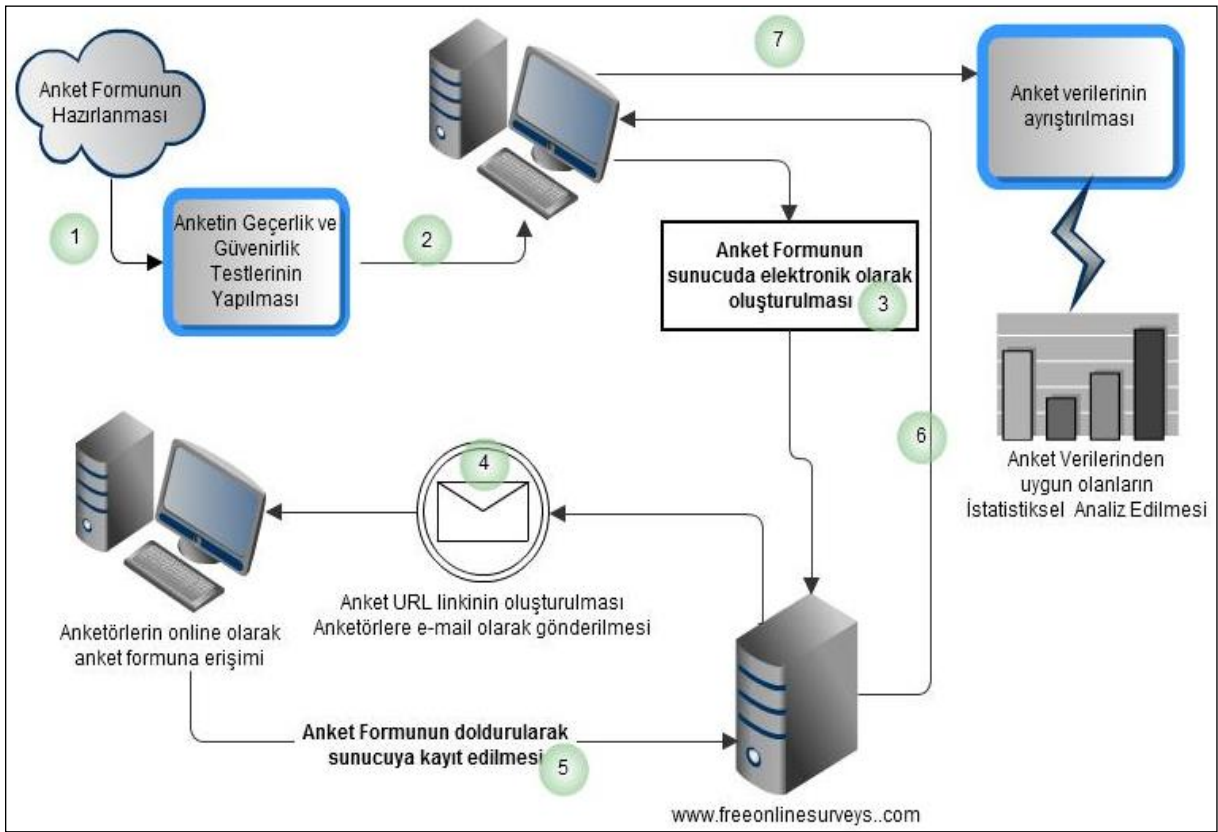 Anket Formunun
Hazırlanması
1
Anketin Geçerlik ve
Güvenirlik
Testlerinin
Yapılması
2
7
Anket verilerinin
ayrıştırılması
Anket Formunun
sunucuda elektronik olarak
oluşturulması
3
6
Anket Verilerinden
uygun olanların
İstatistiksel Analiz Edilmesi
4
Anket URL linkinin oluşturulması
Anketörlere e-mail olarak gönderilmesi
Anketörlerin online olarak
anket formuna erişimi
Anket Formunun doldurularak
sunucuya kayıt edilmesi
5
www.freeonlinesurveys..com